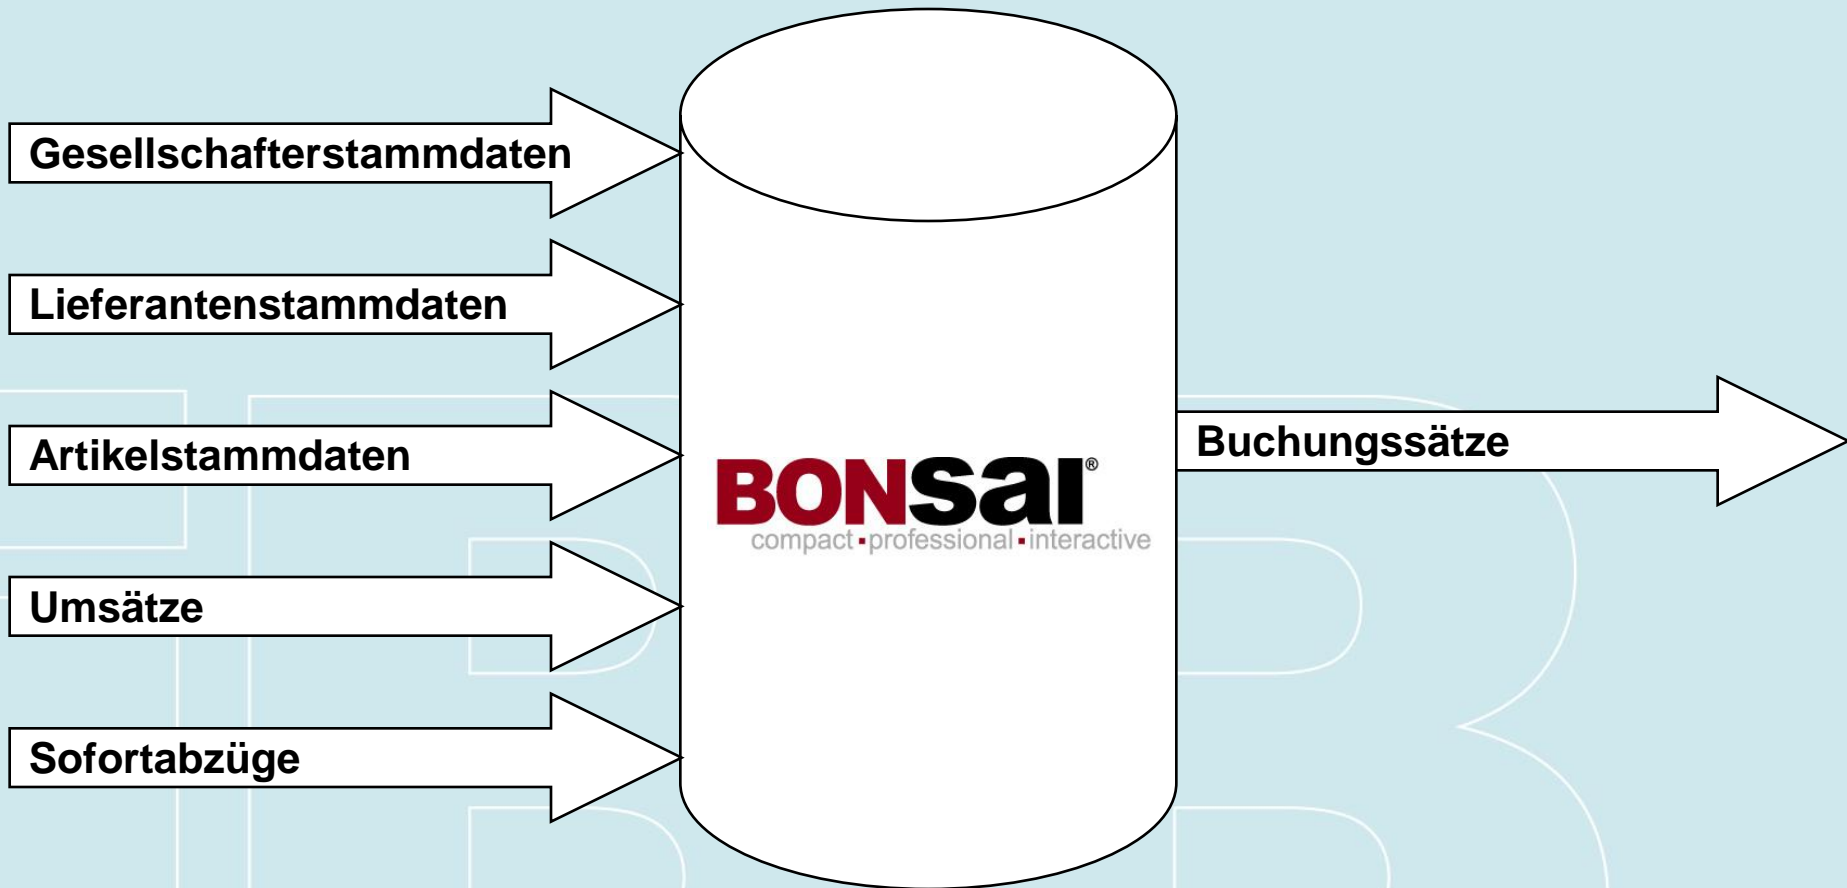 Gesellschafterstammdaten
Lieferantenstammdaten
Artikelstammdaten
Umsätze
Sofortabzüge
BONsai®
compact▪professional▪interactive
Buchungssätze